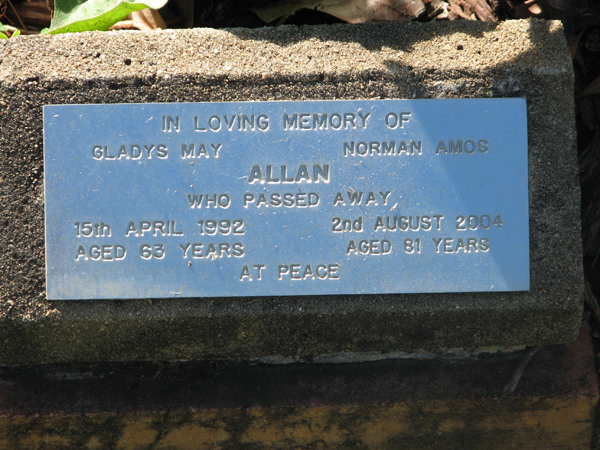 IN LOVING MEMORY OF
GLADYS MAY NORMAN AMOS
ALLAN
WHO PASSED AWAY,
15th APRIL 1992 2nd AUGUST 2004
AGED 63 YEARS AGED 81 YEARS
AT PEACE